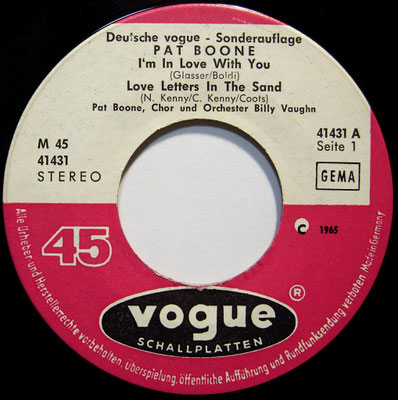 Deutsche vogue - Sonderauflage
PAT BOONE
I'm In Love With You
(Glasser/Boldi)
Love Letters In The Sand
(N. Kenny/C. Kenny/Coots)
Pat Boone, Chor und Orchester Billy Vaughn
M 45
41431
STEREO
41431 A
Seite 1
GEMA
45
C 1965
vogue ®
SCHALLPLATTEN
Alle Urheber- und Herstellerrechte vorbehalten. Überspielung, öffentliche Aufführung und Rundfunksendung verboten. Made in Germany